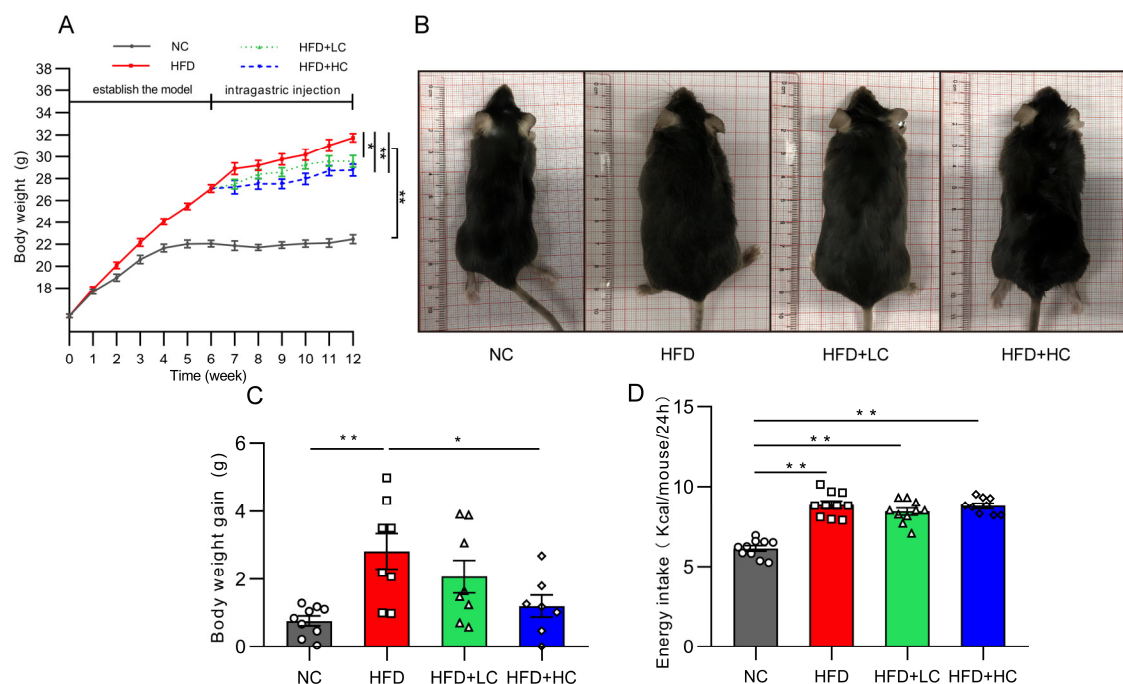 A
NC
HFD+LC
HFD
HFD+HC
Body weight (g)
38
36
34
32
30
28
26
24
22
20
18
establish the model
intragastric injection
*
**
**
0 1 2 3 4 5 6 7 8 9 10 11 12
Time (week)
B
NC
HFD
HFD+LC
HFD+HC
C
Body weight gain (g)
6
4
2
0
**
*
NC
HFD
HFD+LC
HFD+HC
D
Energy intake ( Kcal/mouse/24h)
15
10
5
0
**
**
**
NC
HFD
HFD+LC
HFD+HC